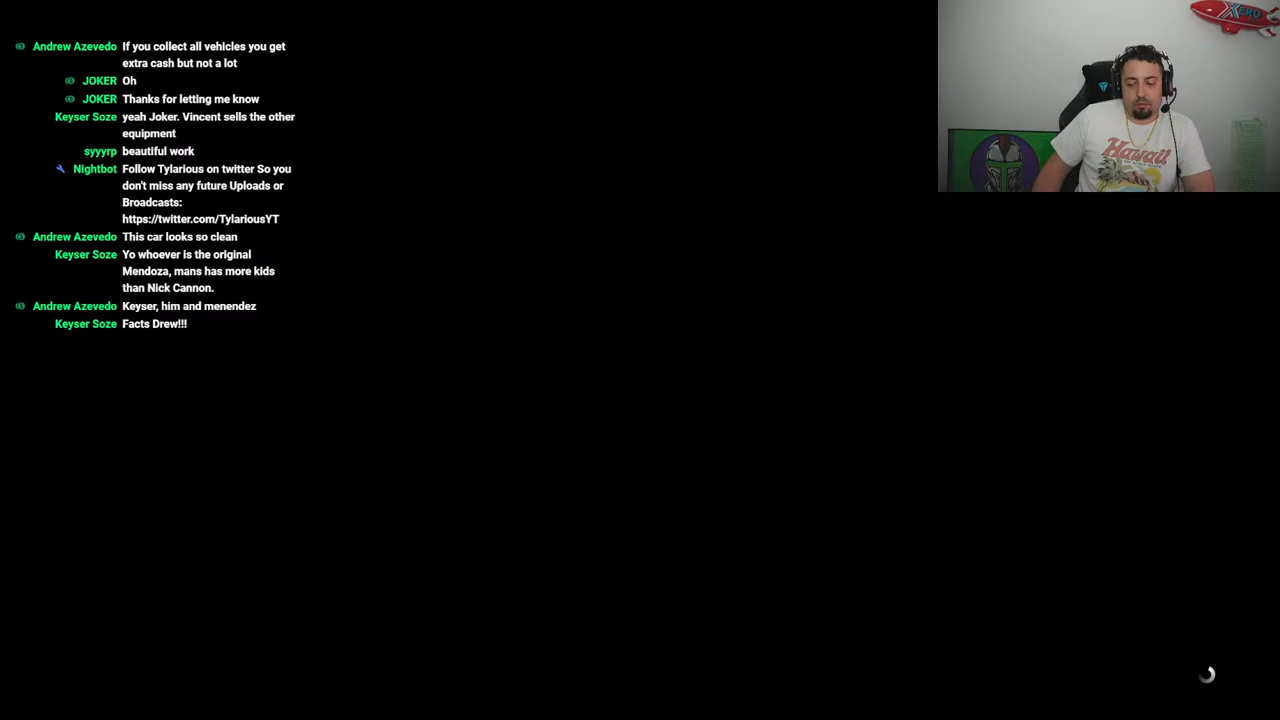 XERO
Andrew Azevedo If you collect all vehicles you get
extra cash but not a lot
JOKER Oh
JOKER Thanks for letting me know
Keyser Soze yeah Joker. Vincent sells the other
equipment
syyyrp beautiful work
Nightbot Follow Tylarious on twitter So you
don't miss any future Uploads or
Broadcasts:
https://twitter.com/TylariousYT
Andrew Azevedo This car looks so clean
Keyser Soze Yo whoever is the original
Mendoza, mans has more kids
than Nick Cannon.
Andrew Azevedo Keyser, him and menendez
Keyser Soze Facts Drew!!!
Hawaii